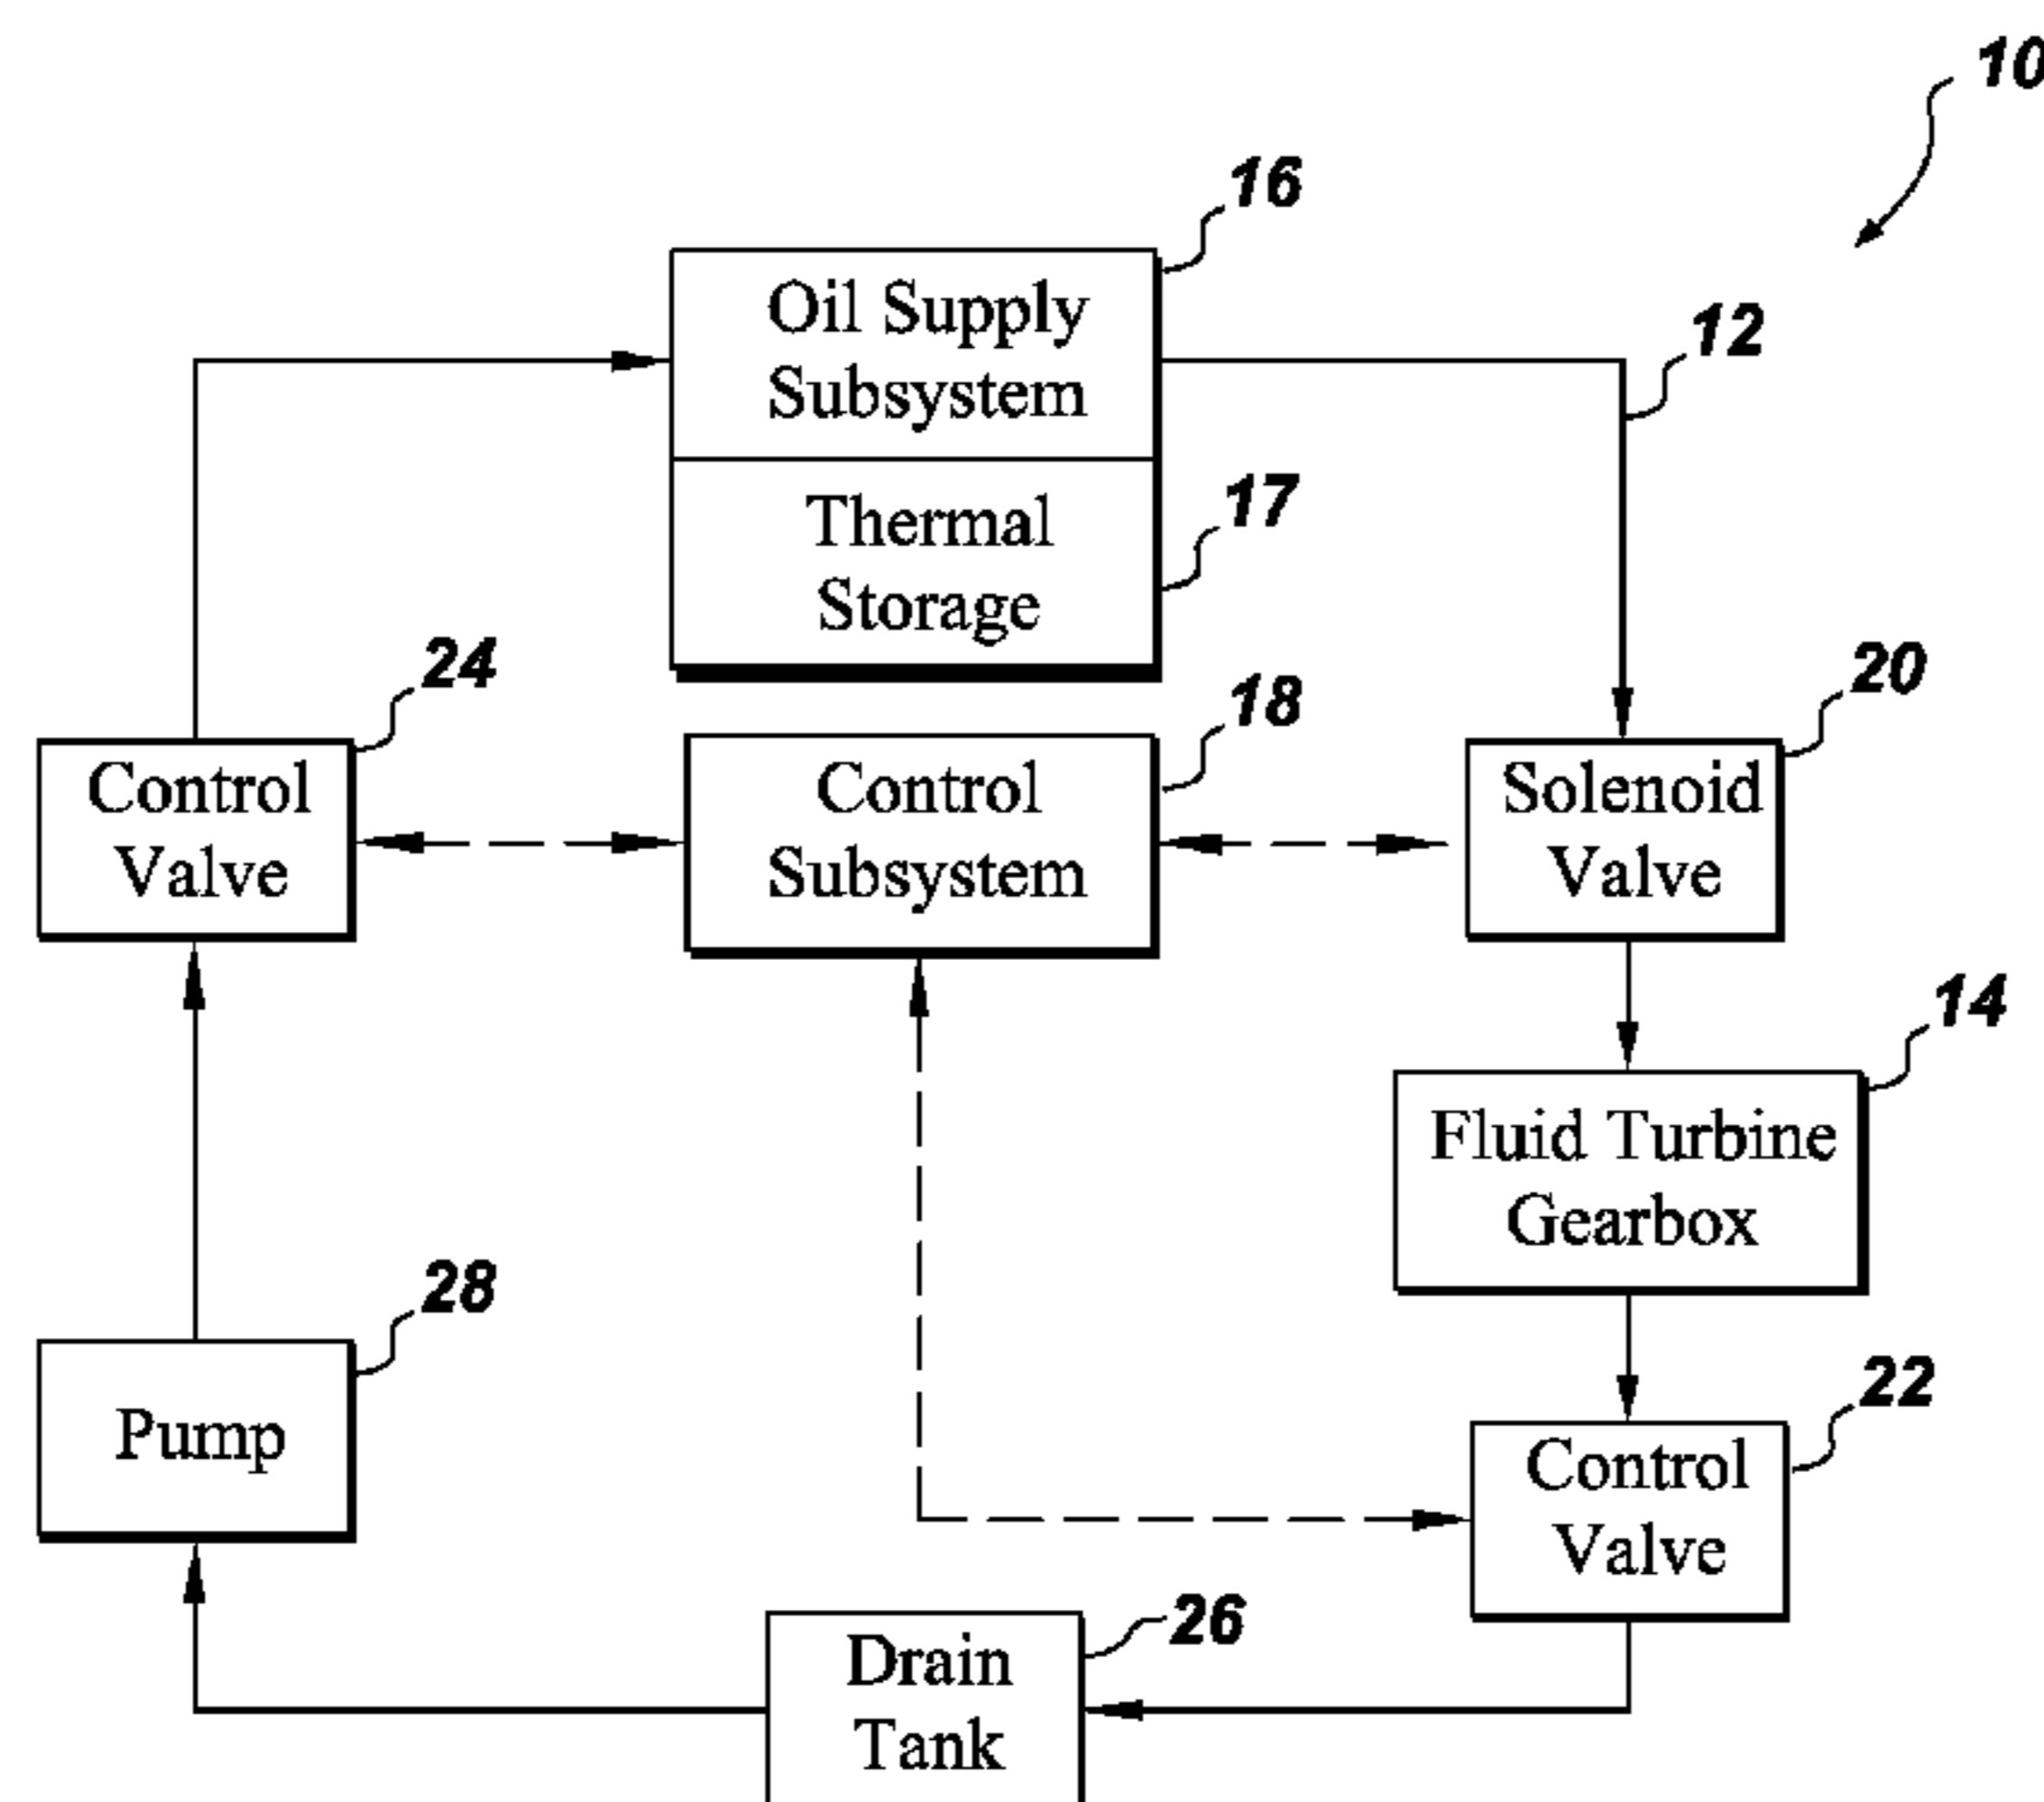 10
16
Oil Supply
Subsystem
12
17
Thermal
Storage
24
18
20
Control
Valve
Control
Subsystem
Solenoid
Valve
14
Fluid Turbine
Gearbox
28
Pump
22
Control
Valve
26
Drain
Tank